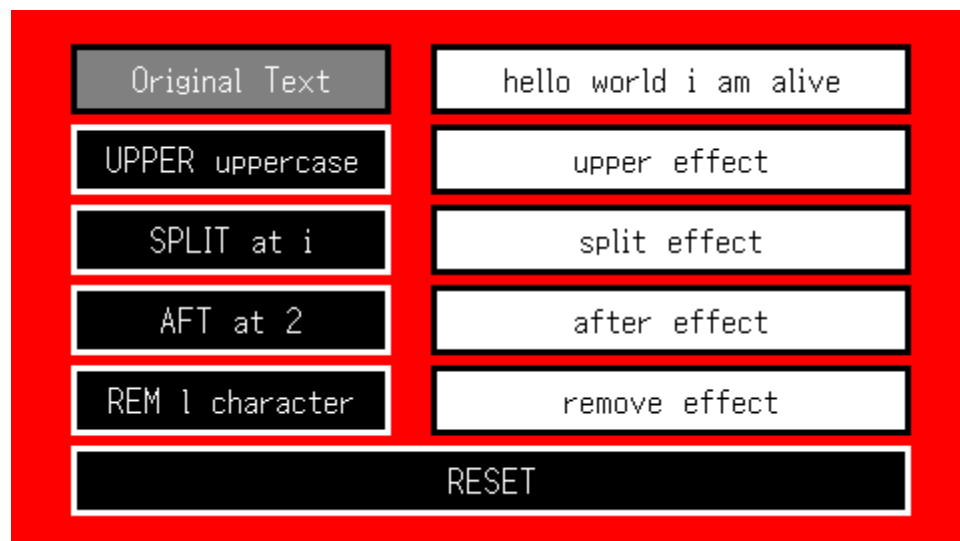 Original Text
hello world i am alive
UPPER uppercase
upper effect
SPLIT at i
split effect
AFT at 2
after effect
REM l character
remove effect
RESET